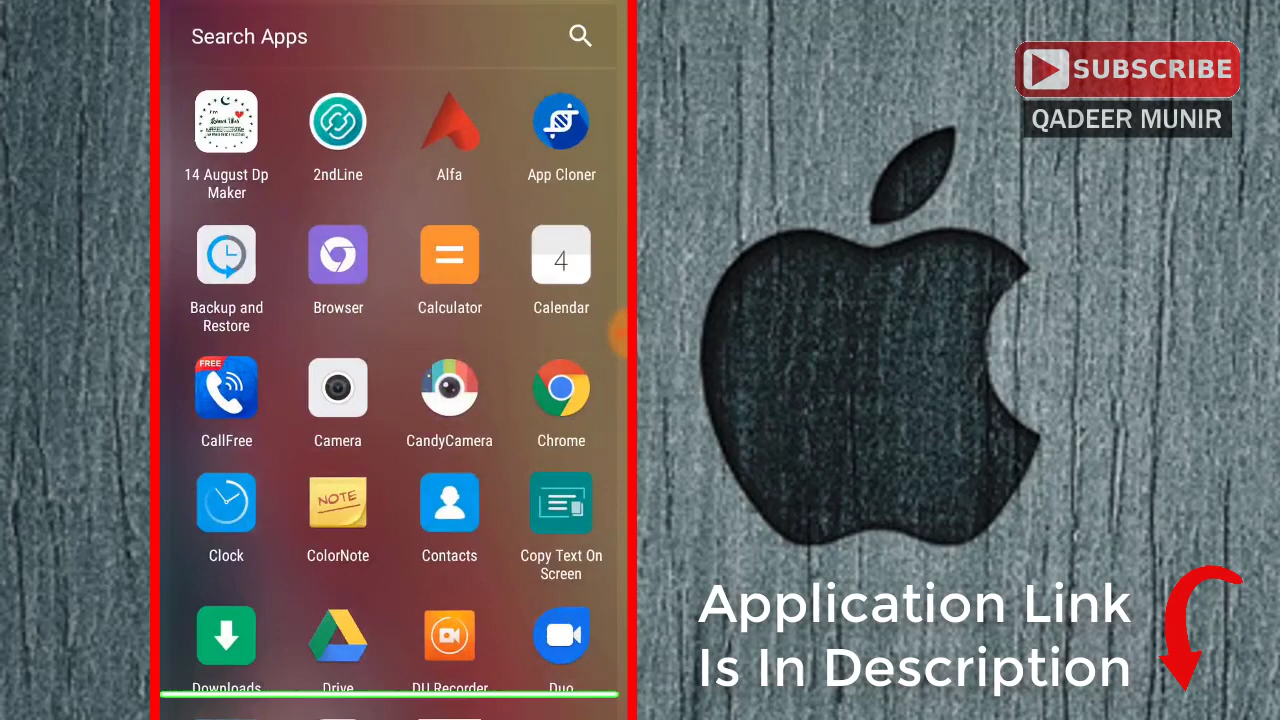 Search Apps
SUBSCRIBE
QADEER MUNIR
14 August Dp
Maker
2ndLine
Alfa
App Cloner
4
Backup and
Restore
Browser
Calculator
Calendar
FREE
CallFree
Camera
CandyCamera
Chrome
NOTE
Clock
ColorNote
Contacts
Copy Text On
Screen
Downloads
Drive
DU Recorder
Duo
Application Link
Is In Description